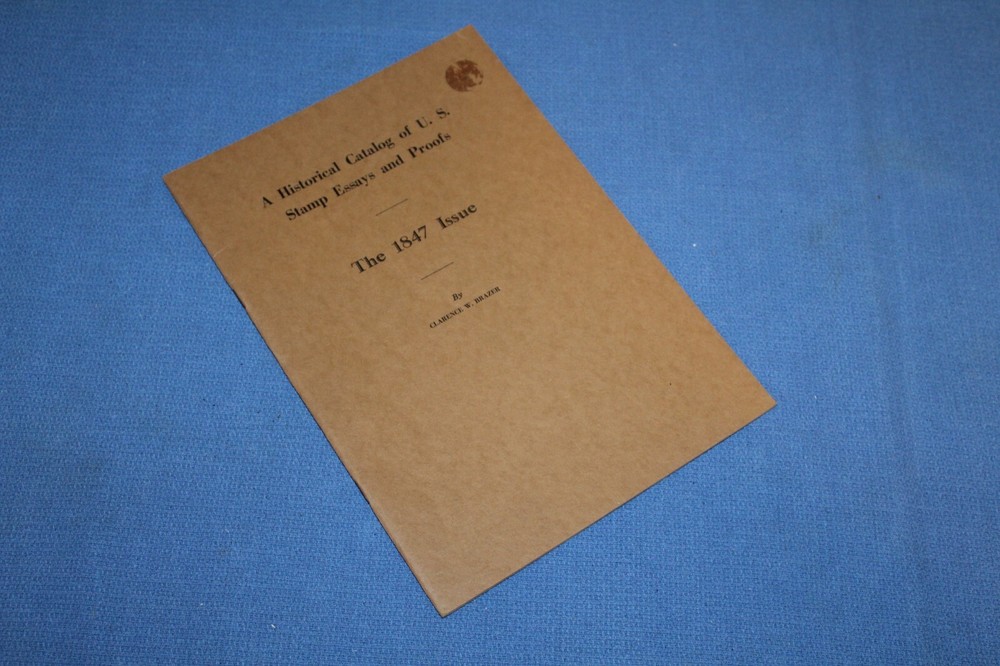 A Historical Catalog of U. S.
Stamp Essays and Proofs
The 1847 Issue
By
CLARENCE W. BRAZER